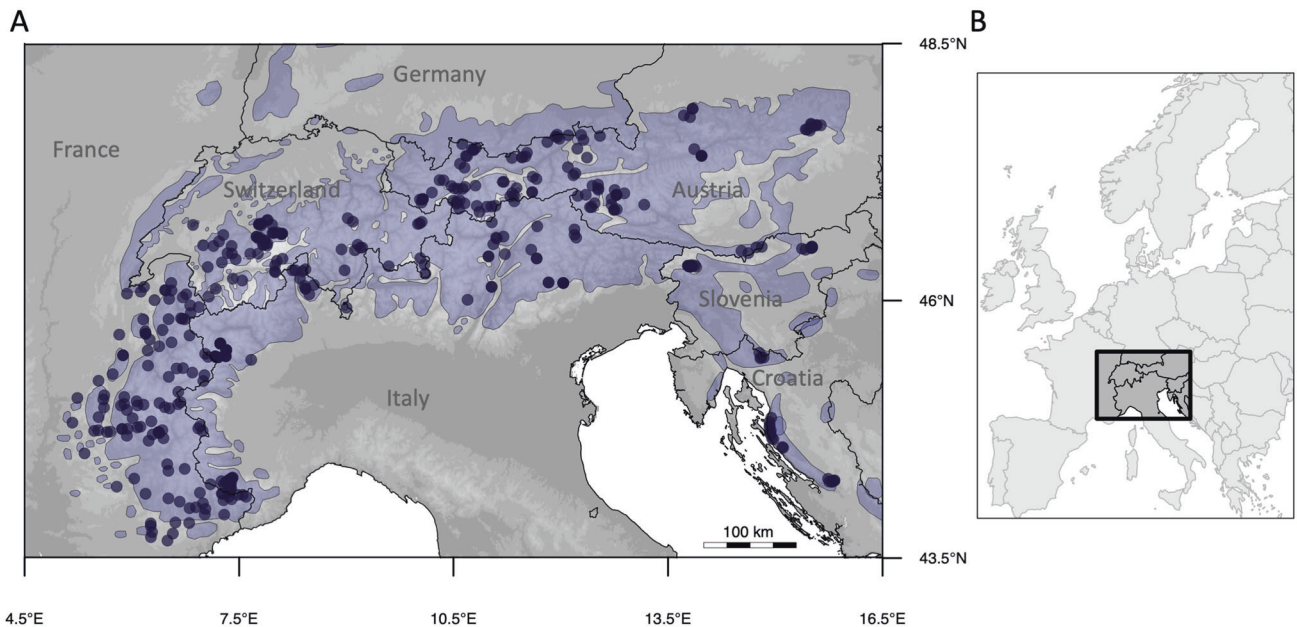 A
B
48.5°N
Germany
France
Switzerland
Austria
Slovenia
46°N
Croatia
Italy
100 km
43.5°N
4.5°E
7.5°E
10.5°E
13.5°E
16.5°E